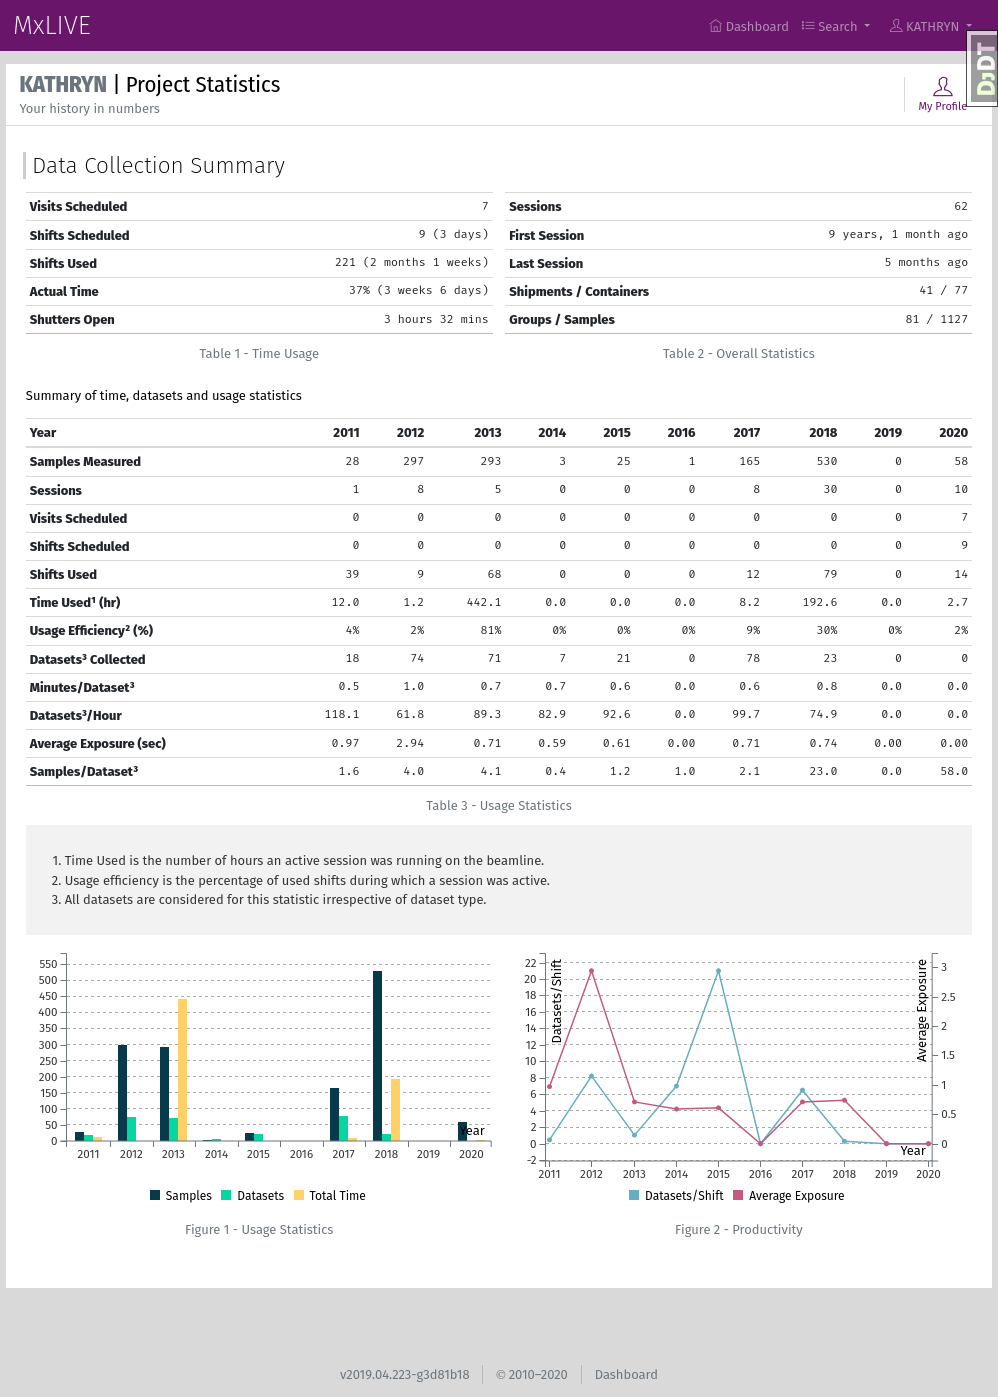 MxLIVE
Dashboard Search KATHRYN
DjDT
KATHRYN | Project Statistics
Your history in numbers
My Profile
Data Collection Summary
Visits Scheduled 7
Shifts Scheduled 9 (3 days)
Shifts Used 221 (2 months 1 weeks)
Actual Time 37% (3 weeks 6 days)
Shutters Open 3 hours 32 mins
Table 1 - Time Usage
Sessions 62
First Session 9 years, 1 month ago
Last Session 5 months ago
Shipments / Containers 41 / 77
Groups / Samples 81 / 1127
Table 2 - Overall Statistics
Summary of time, datasets and usage statistics
Year 2011 2012 2013 2014 2015 2016 2017 2018 2019 2020
Samples Measured 28 297 293 3 25 1 165 530 0 58
Sessions 1 8 5 0 0 0 8 30 0 10
Visits Scheduled 0 0 0 0 0 0 0 0 0 7
Shifts Scheduled 0 0 0 0 0 0 0 0 0 9
Shifts Used 39 9 68 0 0 0 12 79 0 14
Time Used¹ (hr) 12.0 1.2 442.1 0.0 0.0 0.0 8.2 192.6 0.0 2.7
Usage Efficiency² (%) 4% 2% 81% 0% 0% 0% 9% 30% 0% 2%
Datasets³ Collected 18 74 71 7 21 0 78 23 0 0
Minutes/Dataset³ 0.5 1.0 0.7 0.7 0.6 0.0 0.6 0.8 0.0 0.0
Datasets³/Hour 118.1 61.8 89.3 82.9 92.6 0.0 99.7 74.9 0.0 0.0
Average Exposure (sec) 0.97 2.94 0.71 0.59 0.61 0.00 0.71 0.74 0.00 0.00
Samples/Dataset³ 1.6 4.0 4.1 0.4 1.2 1.0 2.1 23.0 0.0 58.0
Table 3 - Usage Statistics
1. Time Used is the number of hours an active session was running on the beamline.
2. Usage efficiency is the percentage of used shifts during which a session was active.
3. All datasets are considered for this statistic irrespective of dataset type.
550
500
450
400
350
300
250
200
150
100
50
0
Year
2011 2012 2013 2014 2015 2016 2017 2018 2019 2020
Samples Datasets Total Time
Figure 1 - Usage Statistics
Datasets/Shift
22
20
18
16
14
12
10
8
6
4
2
0
-2
Average Exposure
3
2.5
2
1.5
1
0.5
0
Year
2011 2012 2013 2014 2015 2016 2017 2018 2019 2020
Datasets/Shift Average Exposure
Figure 2 - Productivity
v2019.04.223-g3d81b18 © 2010–2020 Dashboard